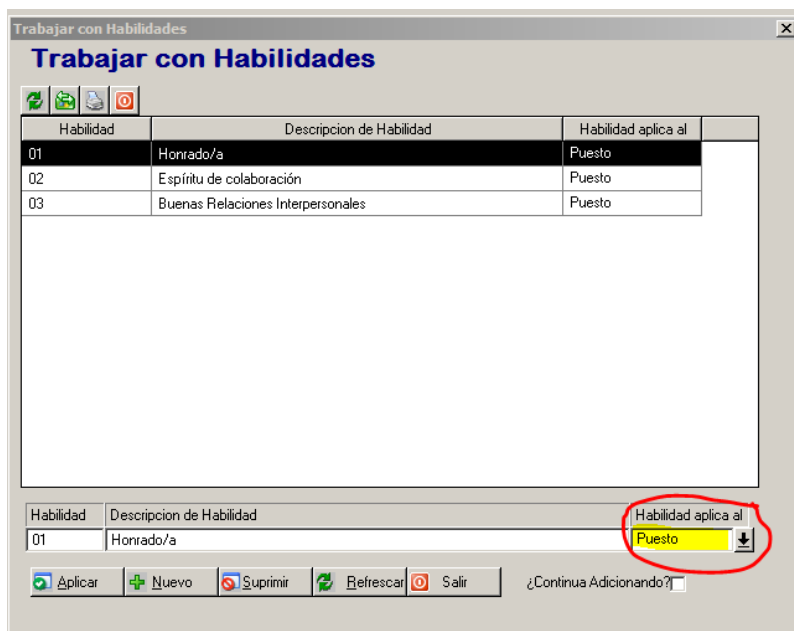 Trabajar con Habilidades
Trabajar con Habilidades
Habilidad Descripcion de Habilidad Habilidad aplica al
01 Honrado/a Puesto
02 Espíritu de colaboración Puesto
03 Buenas Relaciones Interpersonales Puesto
Habilidad Descripcion de Habilidad Habilidad aplica al
01 Honrado/a Puesto
Aplicar Nuevo Suprimir Refrescar Salir ¿Continua Adicionando?